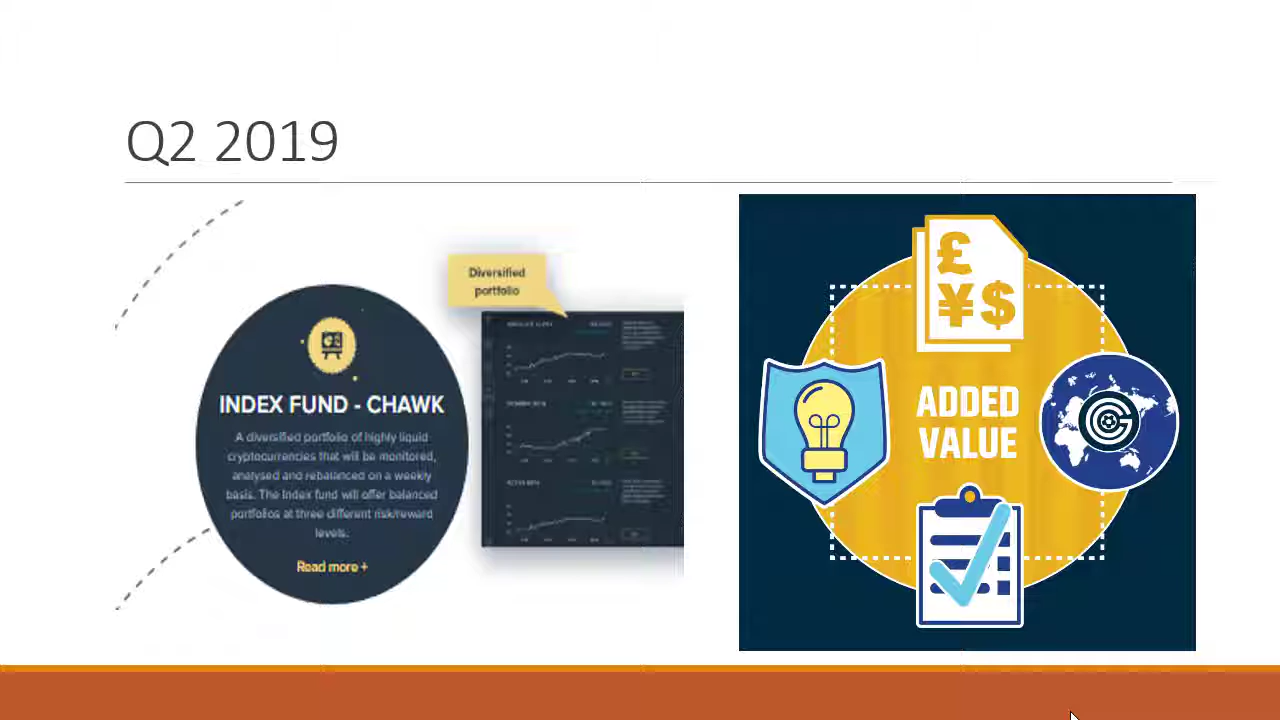 Q2 2019
Diversified
portfolio
INDEX FUND - CHAWK
A diversified portfolio of highly liquid
cryptocurrencies that will be monitored,
analysed and rebalanced on a weekly
basis. The Index fund will offer balanced
portfolios at three different risk/reward
levels.
Read more +
£
¥$
ADDED
VALUE